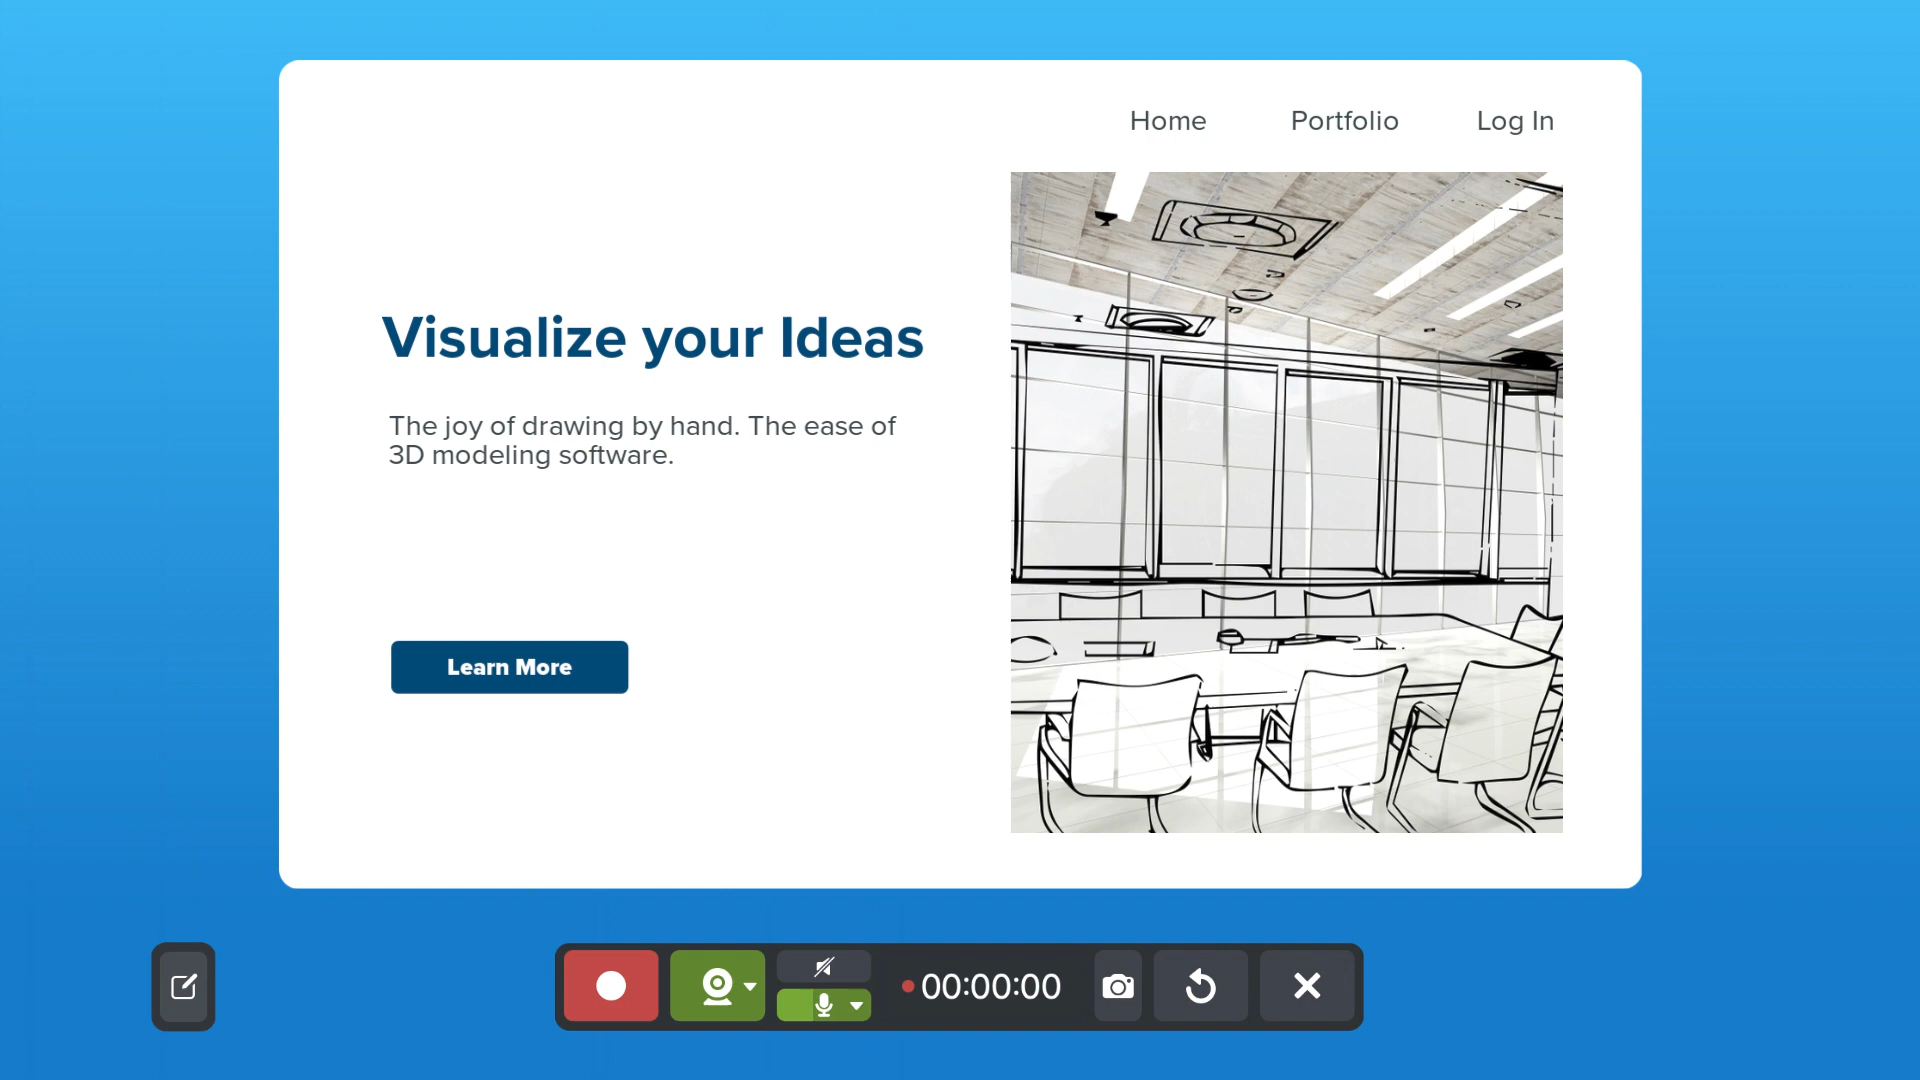 Home Portfolio Log In
Visualize your Ideas
The joy of drawing by hand. The ease of
3D modeling software.
Learn More
00:00:00